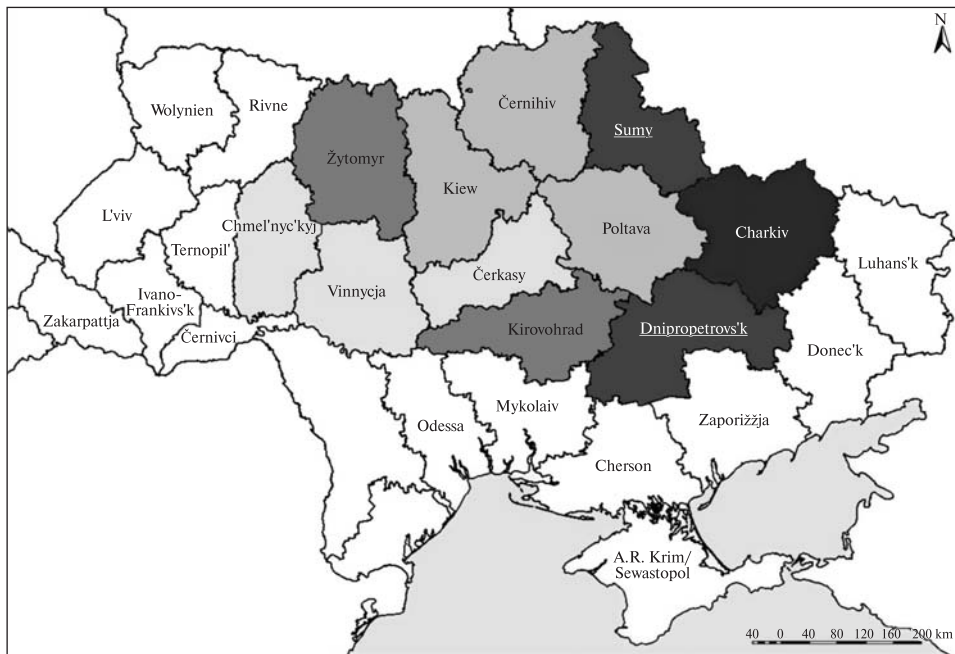 N
Wolynien
Rivne
Černihiv
Sumy
Žytomyr
Kiew
L'viv
Chmel'nyc'kyj
Ternopil'
Poltava
Charkiv
Luhans'k
Čerkasy
Vinnycja
Ivano-
Frankivs'k
Zakarpattja
Černivci
Kirovohrad
Dnipropetrovs'k
Donec'k
Mykolaiv
Odessa
Zaporižžja
Cherson
A.R. Krim/
Sewastopol
40 0 40 80 120 160 200 km